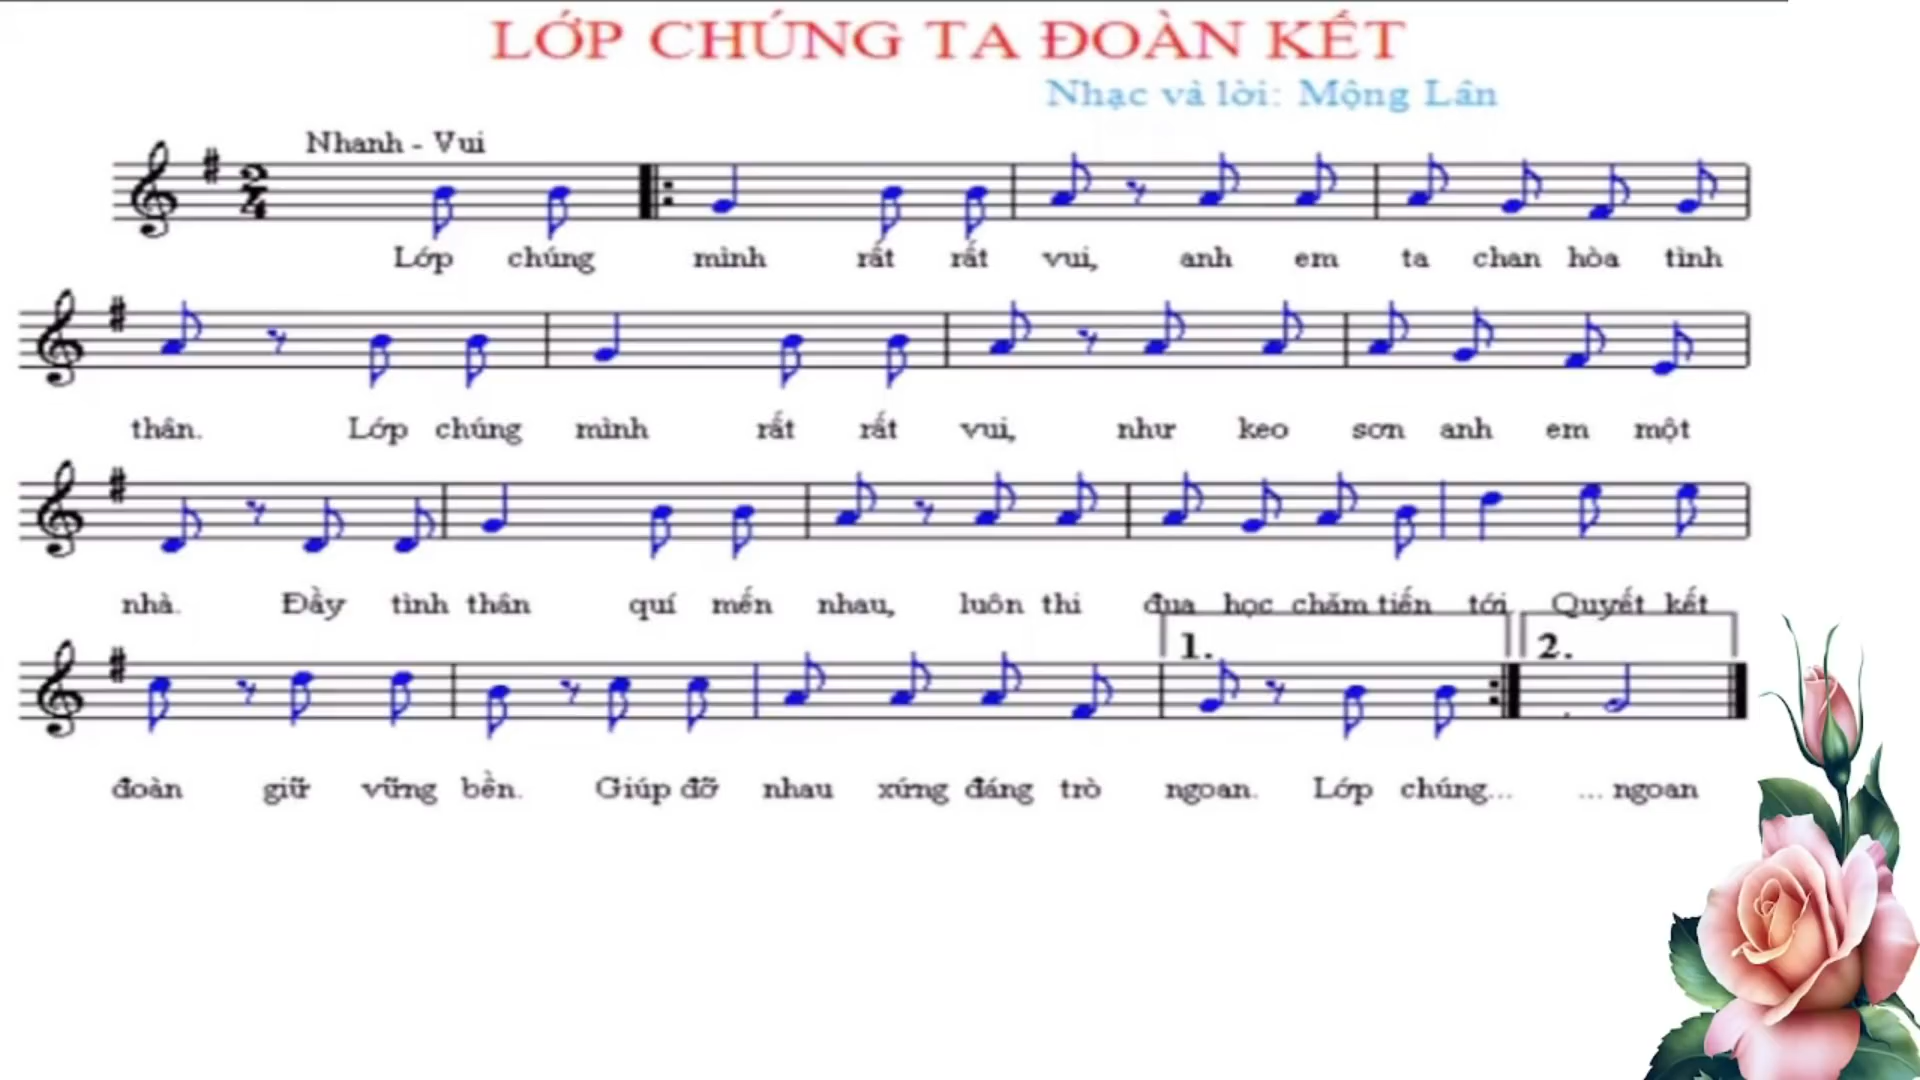 LỚP CHÚNG TA ĐOÀN KẾT
Nhạc và lời: Mộng Lân
Nhanh - Vui
2
4
Lớp chúng mình rất rất vui, anh em ta chan hòa tình
thân. Lớp chúng mình rất rất vui, như keo sơn anh em một
nhà. Đầy tình thân quí mến nhau, luôn thi đua học chăm tiến tới Quyết kết
1. 2.
đoàn giữ vững bền. Giúp đỡ nhau xứng đáng trò ngoan. Lớp chúng... ... ngoan